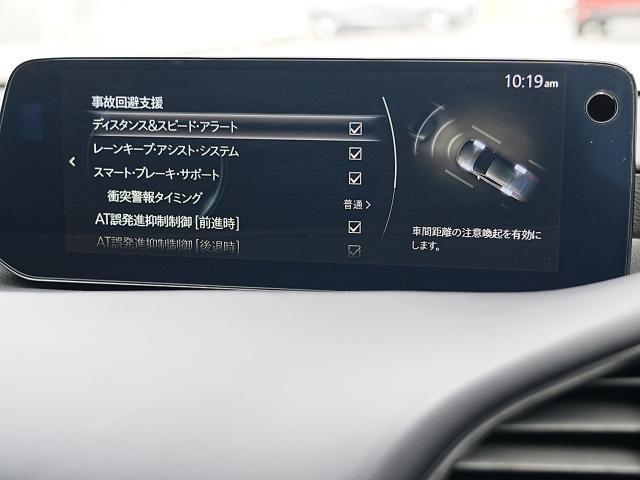 10:19am
事故回避支援
ディスタンス&スピード・アラート
レーンキープ・アシスト・システム
スマート・ブレーキ・サポート
衝突警報タイミング 普通
AT誤発進抑制制御 [前進時]
AT誤発進抑制制御 [後退時]
車間距離の注意喚起を有効に
します。